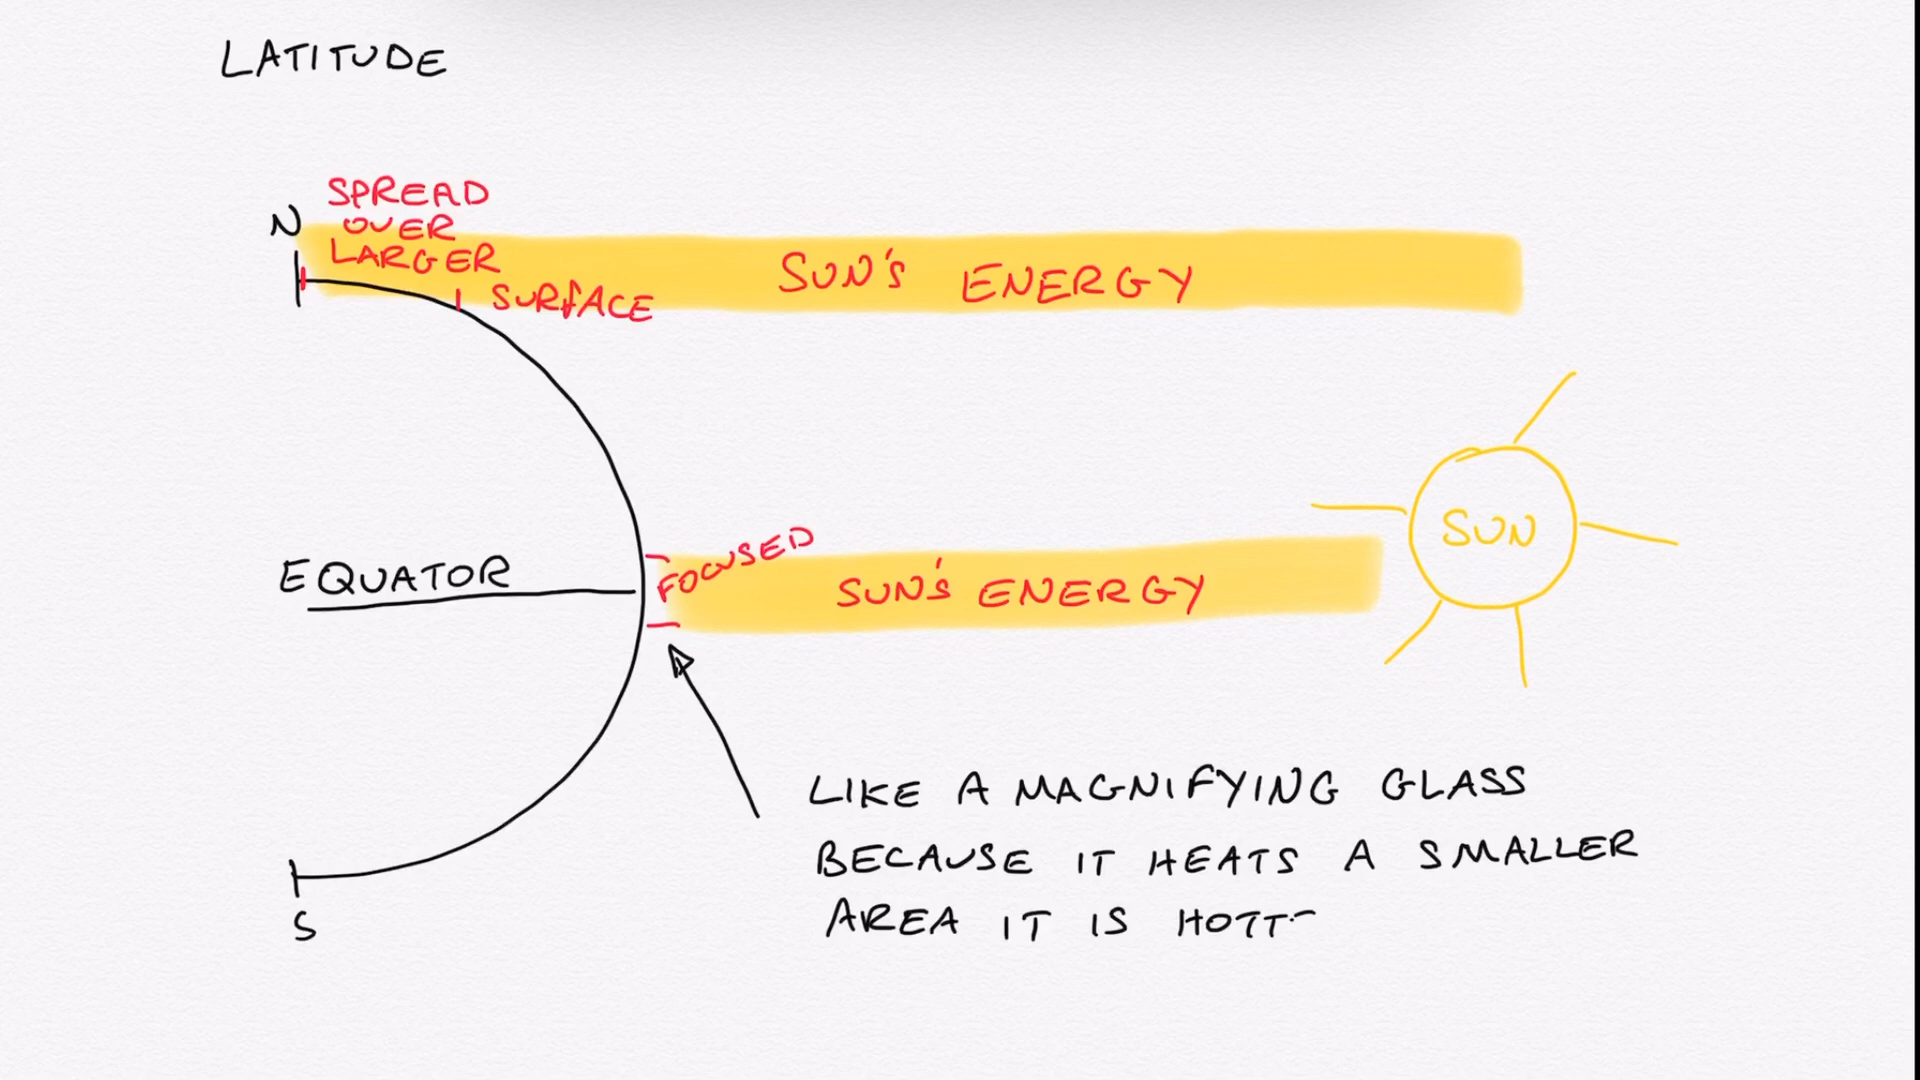 LATITUDE
N
SPREAD
OVER
LARGER
SURFACE
SUN'S ENERGY
SUN
EQUATOR
FOCUSED
SUN'S ENERGY
LIKE A MAGNIFYING GLASS
BECAUSE IT HEATS A SMALLER
AREA IT IS HOTT
S